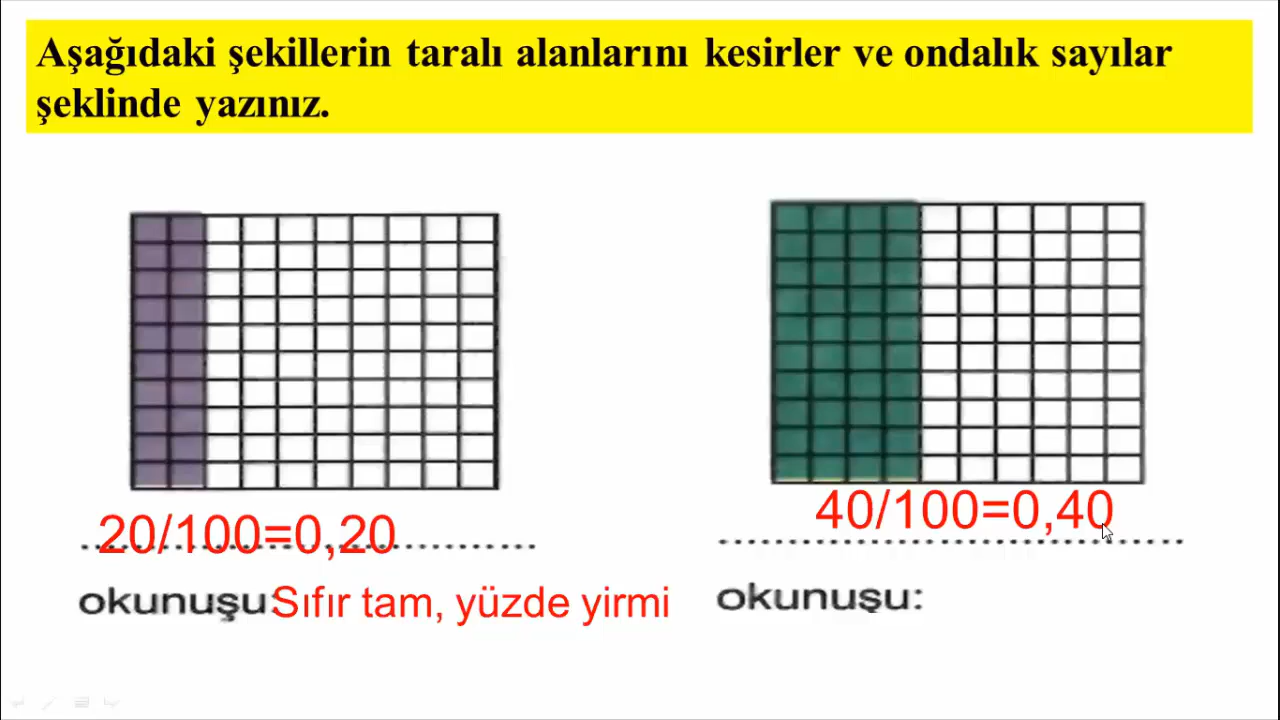 Aşağıdaki şekillerin taralı alanlarını kesirler ve ondalık sayılar
şeklinde yazınız.
20/100=0,20
okunuşu:Sıfır tam, yüzde yirmi
40/100=0,40
okunuşu: